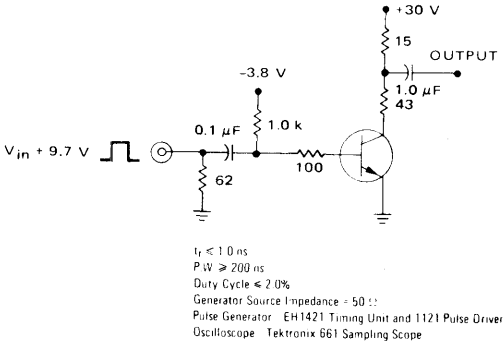 +30 V
15
OUTPUT
-3.8 V
1.0 μF
43
0.1 μF
1.0 k
Vin + 9.7 V
100
62
tr ≤ 1.0 ns
P.W ≥ 200 ns
Duty Cycle ≤ 2.0%
Generator Source Impedance = 50 Ω
Pulse Generator EH1421 Timing Unit and 1121 Pulse Driver
Oscilloscope Tektronix 661 Sampling Scope